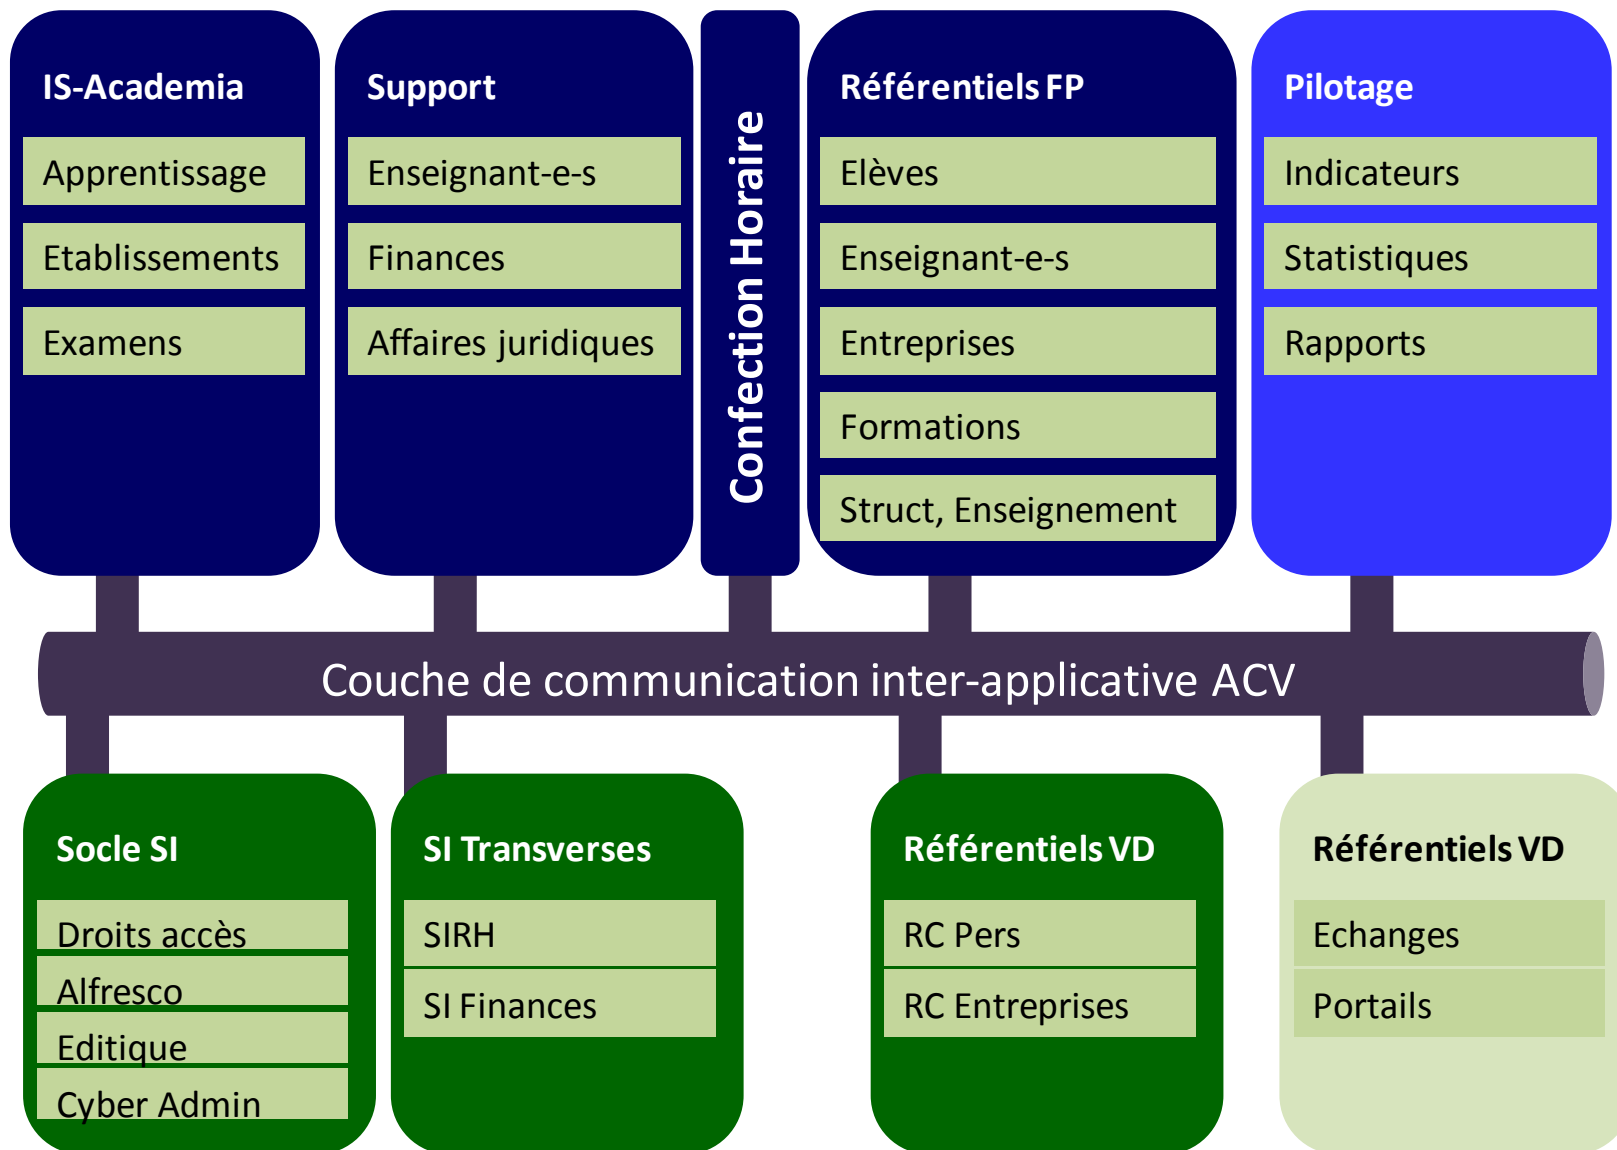 IS-Academia
Apprentissage
Etablissements
Examens
Support
Enseignant-e-s
Finances
Affaires juridiques
Confection Horaire
Référentiels FP
Elèves
Enseignant-e-s
Entreprises
Formations
Struct, Enseignement
Pilotage
Indicateurs
Statistiques
Rapports
Couche de communication inter-applicative ACV
Socle SI
Droits accès
Alfresco
Editique
Cyber Admin
SI Transverses
SIRH
SI Finances
Référentiels VD
RC Pers
RC Entreprises
Référentiels VD
Echanges
Portails